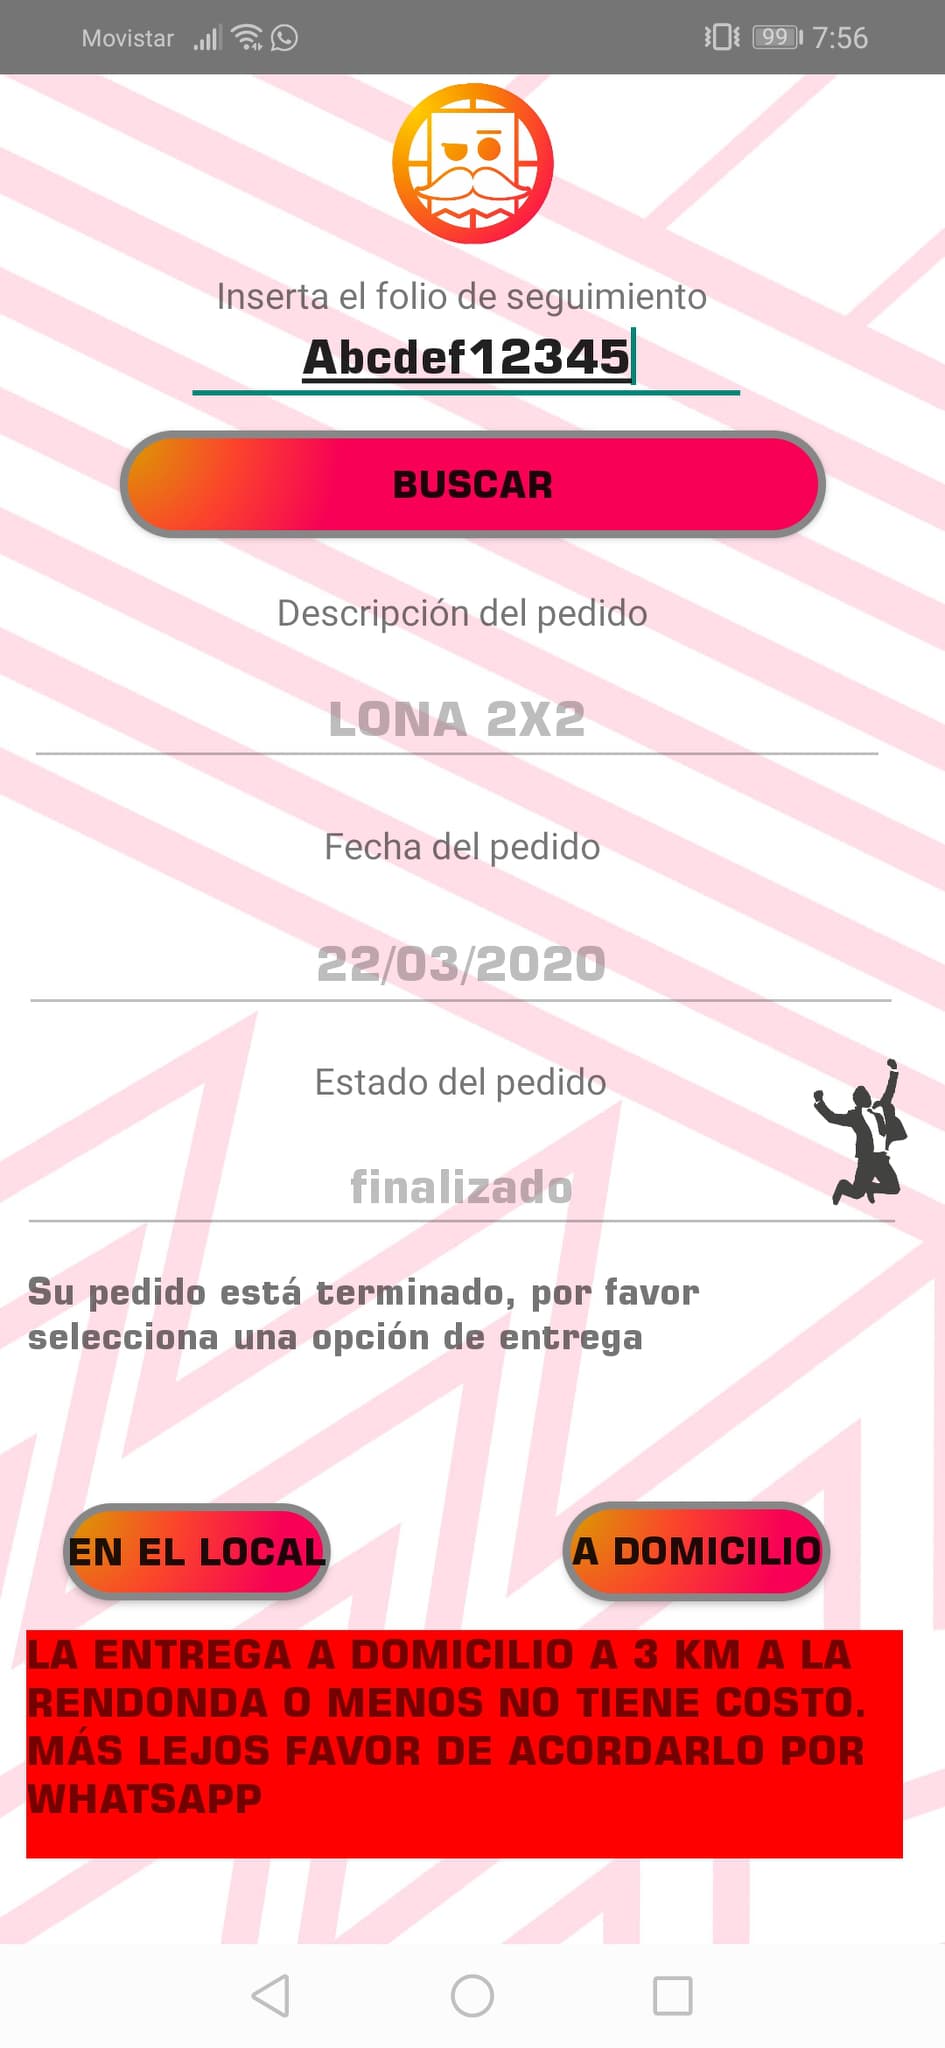 Movistar 99 7:56
Inserta el folio de seguimiento
Abcdef12345
BUSCAR
Descripción del pedido
LONA 2X2
Fecha del pedido
22/03/2020
Estado del pedido
finalizado
Su pedido está terminado, por favor
selecciona una opción de entrega
EN EL LOCAL
A DOMICILIO
LA ENTREGA A DOMICILIO A 3 KM A LA
RENDONDA O MENOS NO TIENE COSTO.
MÁS LEJOS FAVOR DE ACORDARLO POR
WHATSAPP